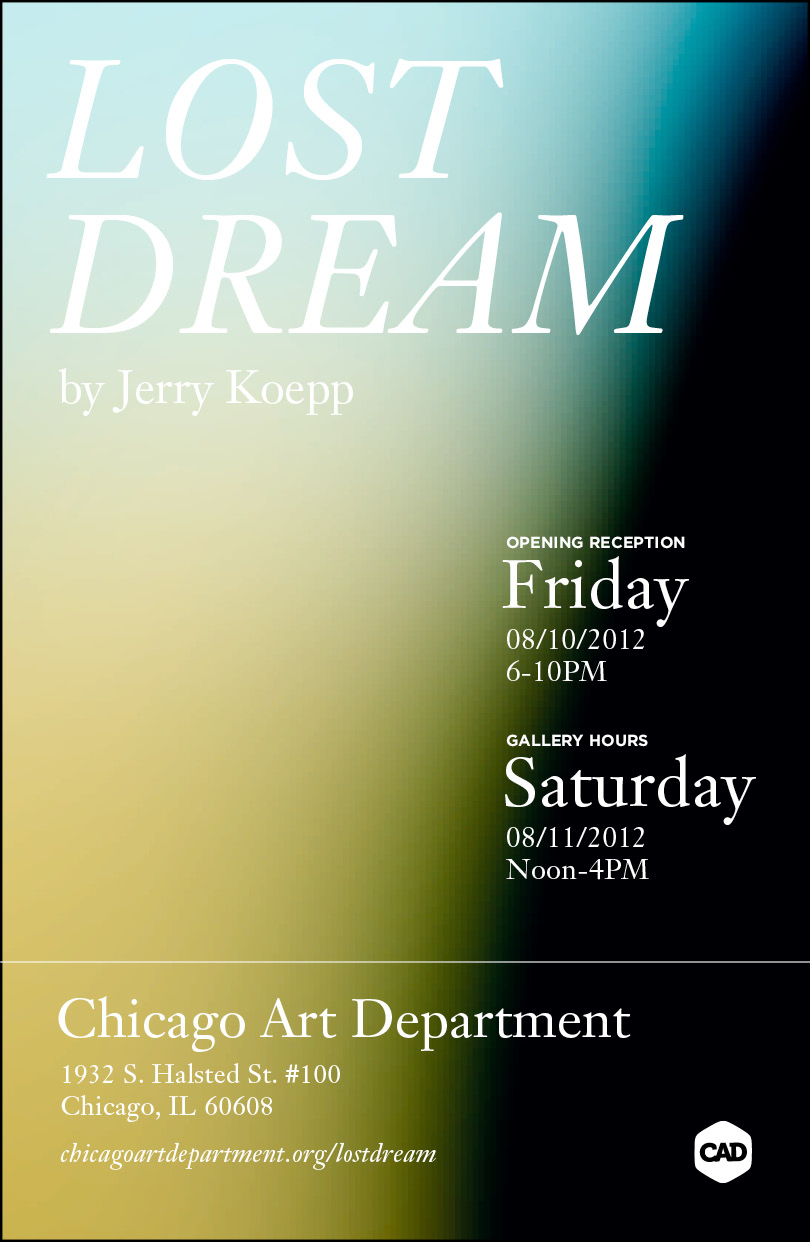 LOST
DREAM
by Jerry Koepp
OPENING RECEPTION
Friday
08/10/2012
6-10PM
GALLERY HOURS
Saturday
08/11/2012
Noon-4PM
Chicago Art Department
1932 S. Halsted St. #100
Chicago, IL 60608
chicagoartdepartment.org/lostdream
CAD